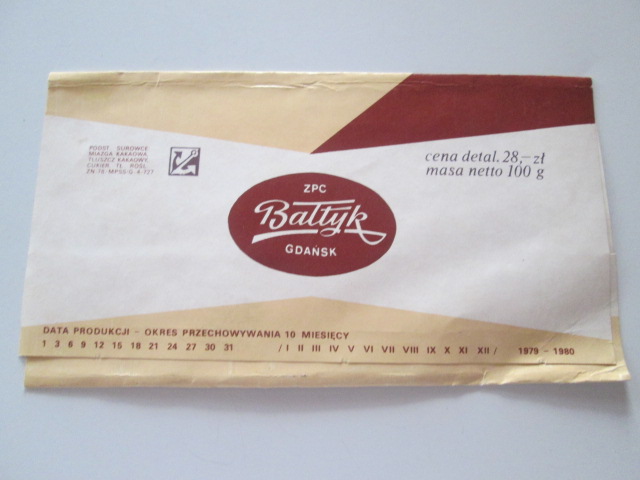 PODST SUROWCE
MIAZGA KAKAOWA
TŁUSZCZ KAKAOWY
CUKIER TŁ. ROŚL.
ZN-76/MPSS/G-4-727
cena detal. 28,– zł
masa netto 100 g
ZPC
Bałtyk
GDAŃSK
DATA PRODUKCJI – OKRES PRZECHOWYWANIA 10 MIESIĘCY
1 3 6 9 12 15 18 21 24 27 30 31 / I II III IV V VI VII VIII IX X XI XII / 1979 – 1980